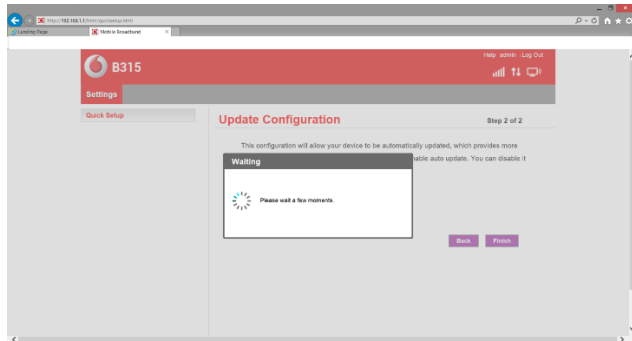 http://192.168.1.1/html/quicksetup.html
Landing Page
Mobile Broadband
Help admin Log Out
B315
Settings
Quick Setup
Update Configuration
Step 2 of 2
This configuration will allow your device to be automatically updated, which provides more
nable auto update. You can disable it
Waiting
Please wait a few moments.
Back
Finish